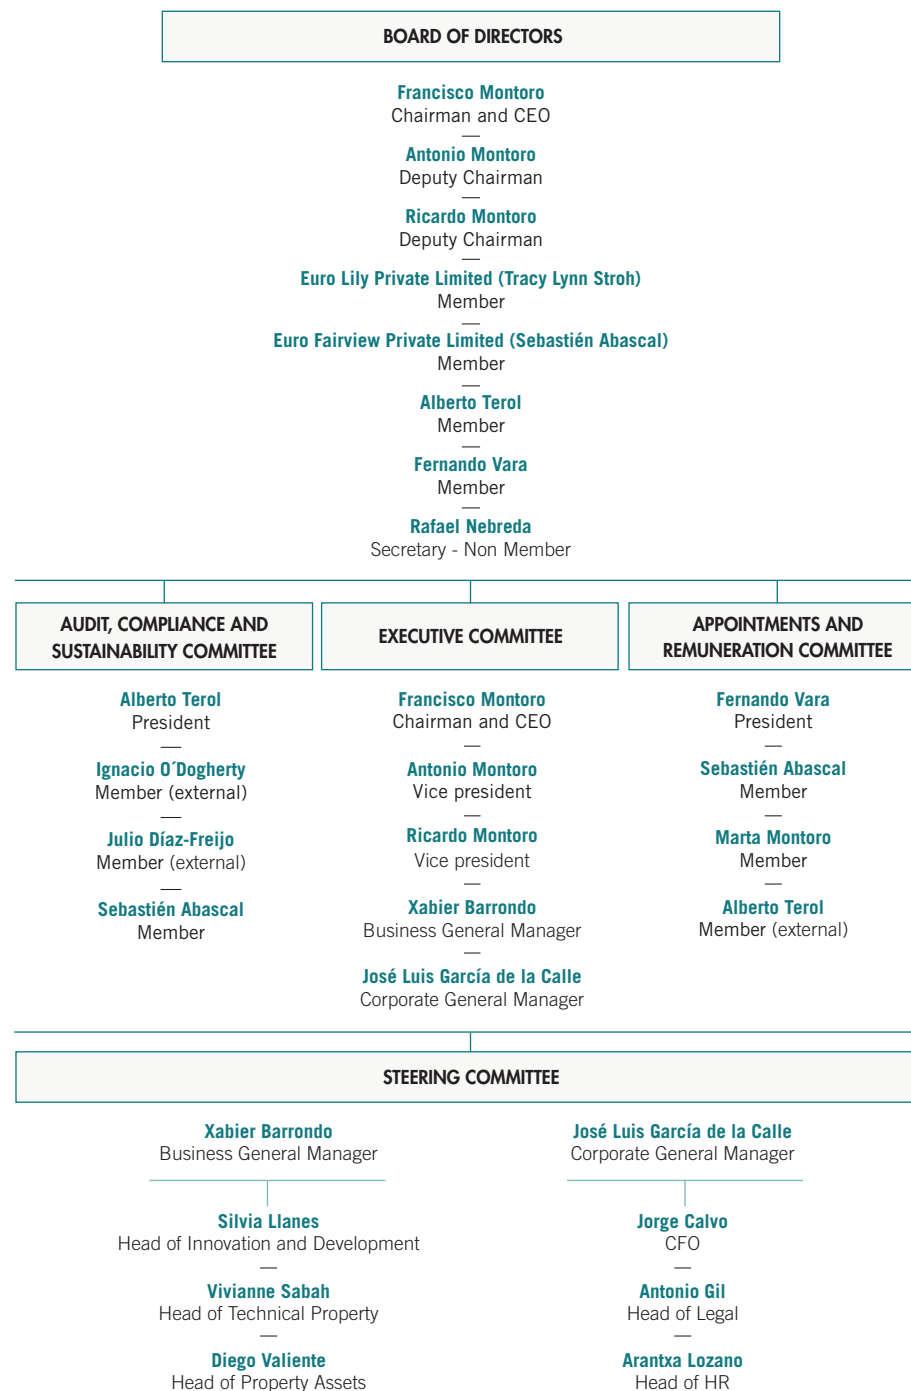 BOARD OF DIRECTORS
Francisco Montoro
Chairman and CEO
—
Antonio Montoro
Deputy Chairman
—
Ricardo Montoro
Deputy Chairman
—
Euro Lily Private Limited (Tracy Lynn Stroh)
Member
—
Euro Fairview Private Limited (Sebastién Abascal)
Member
—
Alberto Terol
Member
—
Fernando Vara
Member
—
Rafael Nebreda
Secretary - Non Member
AUDIT, COMPLIANCE AND
SUSTAINABILITY COMMITTEE
Alberto Terol
President
—
Ignacio O´Dogherty
Member (external)
—
Julio Díaz-Freijo
Member (external)
—
Sebastién Abascal
Member
EXECUTIVE COMMITTEE
Francisco Montoro
Chairman and CEO
—
Antonio Montoro
Vice president
—
Ricardo Montoro
Vice president
—
Xabier Barrondo
Business General Manager
—
José Luis García de la Calle
Corporate General Manager
APPOINTMENTS AND
REMUNERATION COMMITTEE
Fernando Vara
President
—
Sebastién Abascal
Member
—
Marta Montoro
Member
—
Alberto Terol
Member (external)
STEERING COMMITTEE
Xabier Barrondo
Business General Manager
Silvia Llanes
Head of Innovation and Development
—
Vivianne Sabah
Head of Technical Property
—
Diego Valiente
Head of Property Assets
José Luis García de la Calle
Corporate General Manager
Jorge Calvo
CFO
—
Antonio Gil
Head of Legal
—
Arantxa Lozano
Head of HR